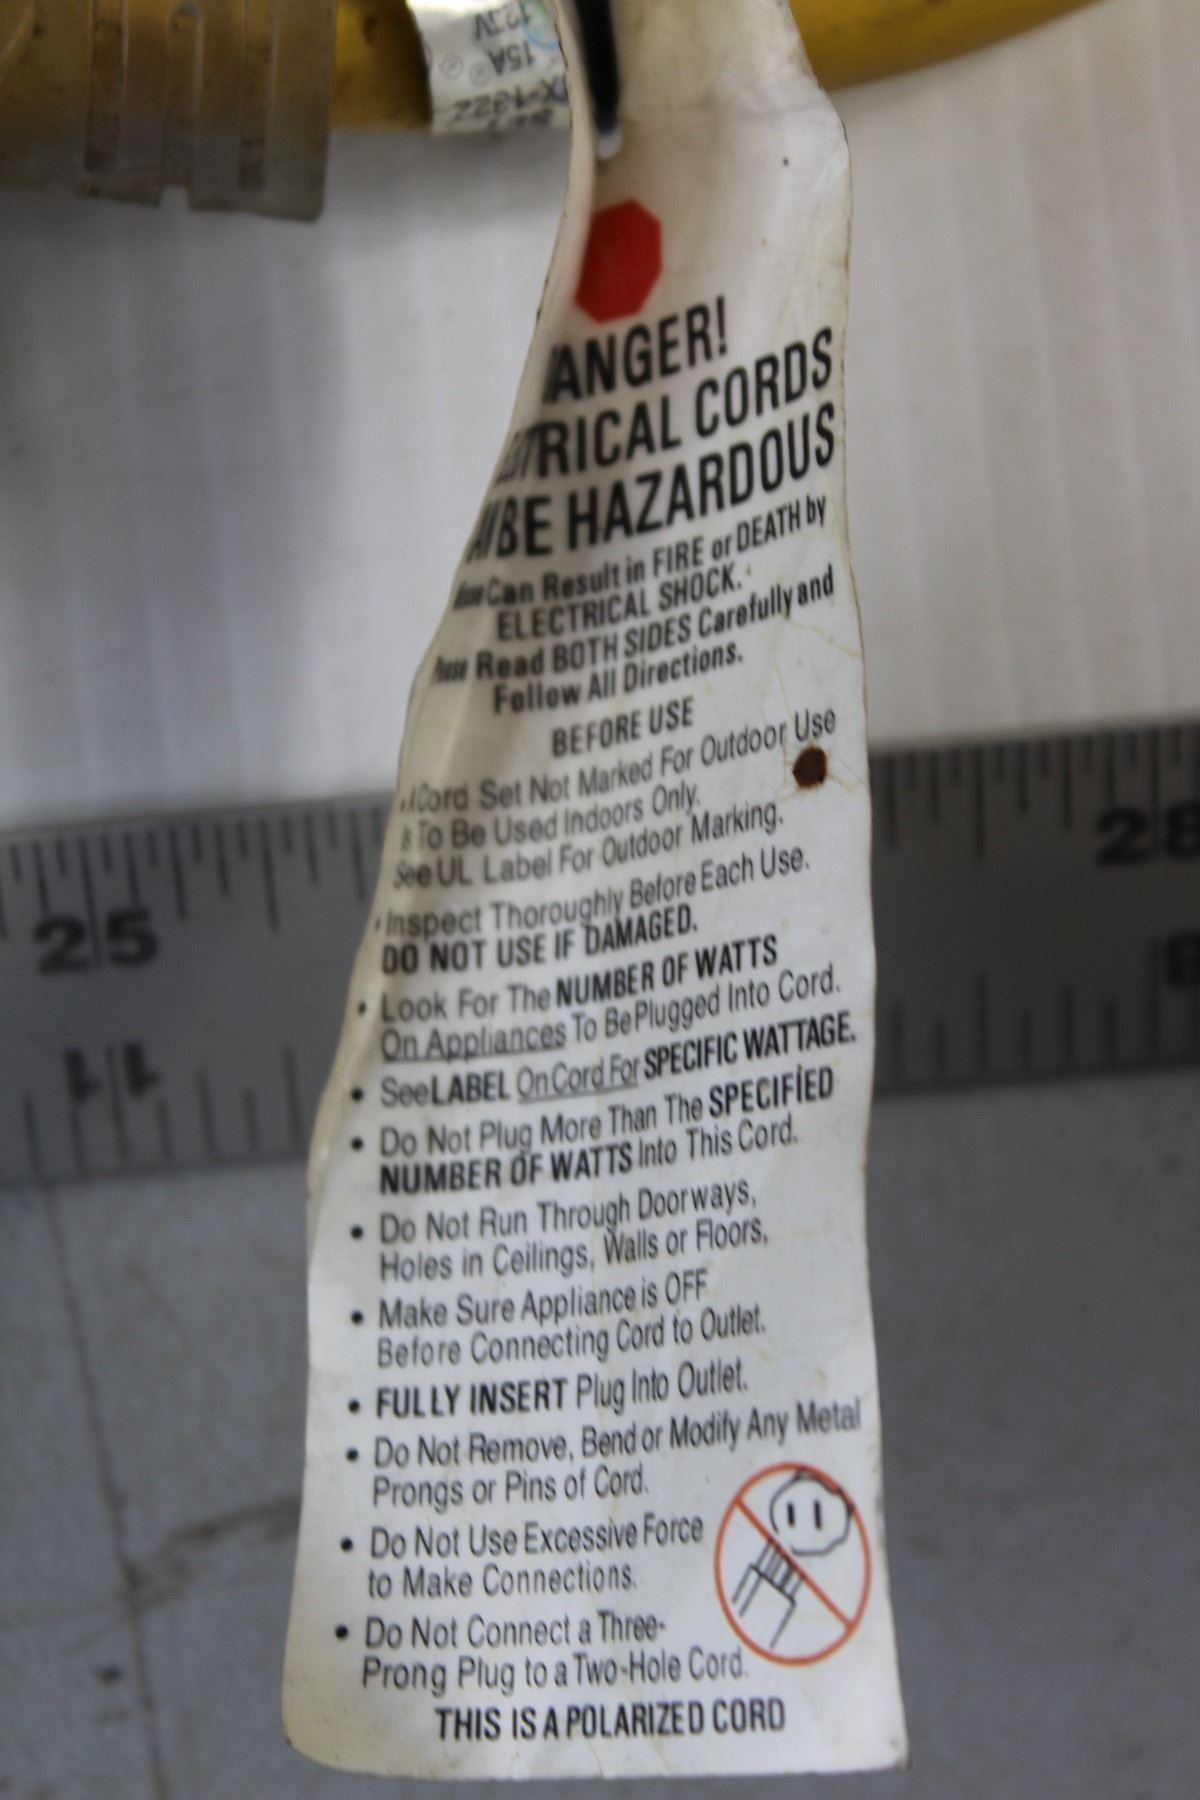 125V
15A
ANGER!
TRICAL CORDS
BE HAZARDOUS
Can Result in FIRE or DEATH by
ELECTRICAL SHOCK.
Read BOTH SIDES Carefully and
Follow All Directions.
BEFORE USE
• A Cord Set Not Marked For Outdoor Use
Is To Be Used Indoors Only.
See UL Label For Outdoor Marking.
• Inspect Thoroughly Before Each Use.
DO NOT USE IF DAMAGED.
• Look For The NUMBER OF WATTS
On Appliances To Be Plugged Into Cord.
• See LABEL On Cord For SPECIFIC WATTAGE.
• Do Not Plug More Than The SPECIFIED
NUMBER OF WATTS Into This Cord.
• Do Not Run Through Doorways,
Holes in Ceilings, Walls or Floors,
• Make Sure Appliance is OFF
Before Connecting Cord to Outlet.
• FULLY INSERT Plug Into Outlet.
• Do Not Remove, Bend or Modify Any Metal
Prongs or Pins of Cord.
• Do Not Use Excessive Force
to Make Connections.
• Do Not Connect a Three-
Prong Plug to a Two-Hole Cord.
THIS IS A POLARIZED CORD
25
28
11
8